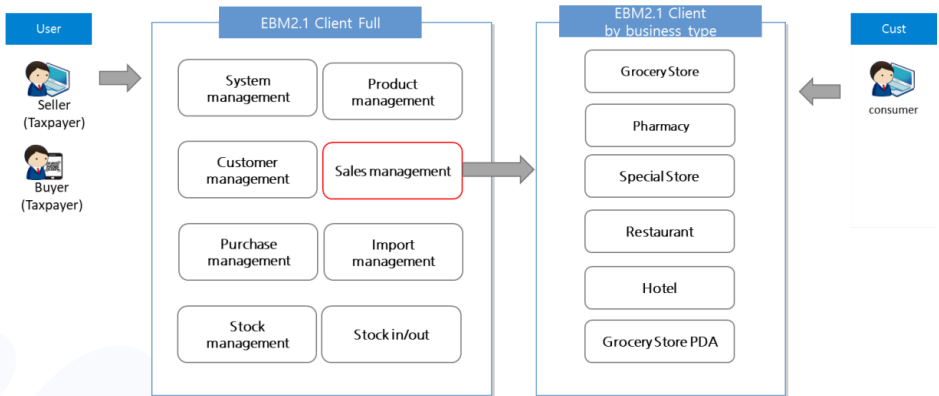 User
Seller
(Taxpayer)
Buyer
(Taxpayer)
EBM2.1 Client Full
System
management
Product
management
Customer
management
Sales management
Purchase
management
Import
management
Stock
management
Stock in/out
EBM2.1 Client
by business type
Grocery Store
Pharmacy
Special Store
Restaurant
Hotel
Grocery Store PDA
Cust
consumer